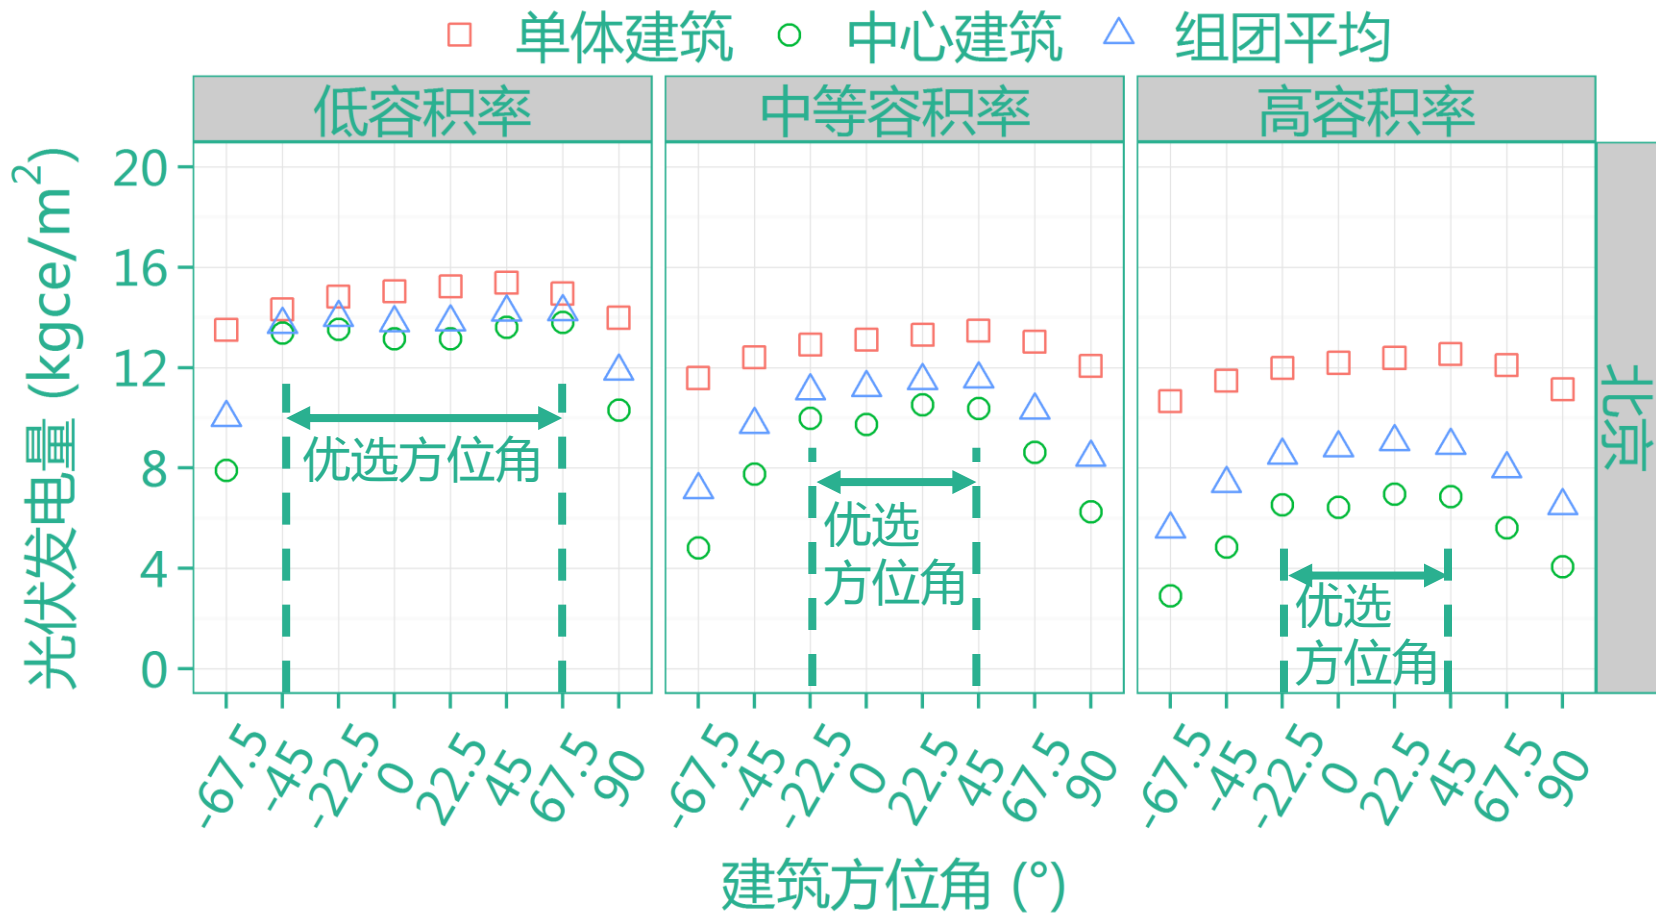 单体建筑 中心建筑 组团平均
低容积率 中等容积率 高容积率
光伏发电量 (kgce/m²)
20
16
12
8
4
0
优选方位角
优选
方位角
优选
方位角
北京
-67.5 -45 -22.5 0 22.5 45 67.5 90
-67.5 -45 -22.5 0 22.5 45 67.5 90
-67.5 -45 -22.5 0 22.5 45 67.5 90
建筑方位角 (°)